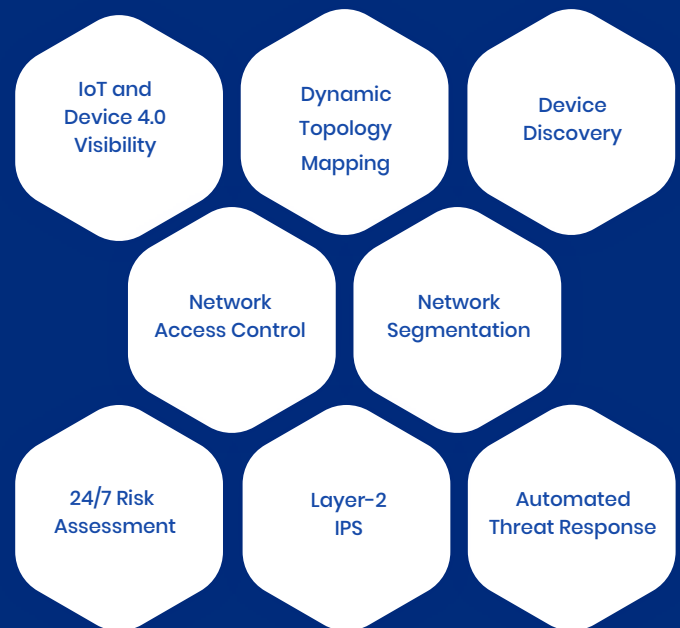 IoT and
Device 4.0
Visibility
Dynamic
Topology
Mapping
Device
Discovery
Network
Access Control
Network
Segmentation
24/7 Risk
Assessment
Layer-2
IPS
Automated
Threat Response